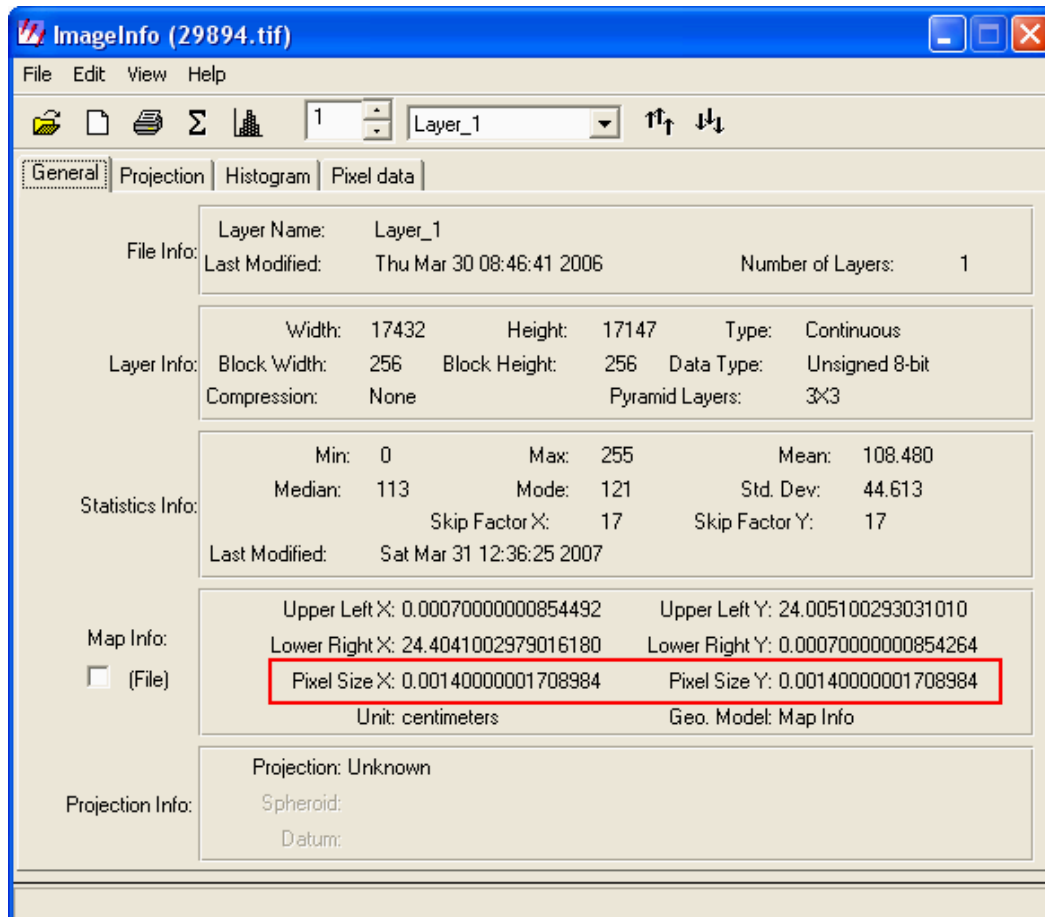 ImageInfo (29894.tif)
File Edit View Help
1 Layer_1
General Projection Histogram Pixel data
File Info:
Layer Name: Layer_1
Last Modified: Thu Mar 30 08:46:41 2006 Number of Layers: 1
Layer Info:
Width: 17432 Height: 17147 Type: Continuous
Block Width: 256 Block Height: 256 Data Type: Unsigned 8-bit
Compression: None Pyramid Layers: 3X3
Statistics Info:
Min: 0 Max: 255 Mean: 108.480
Median: 113 Mode: 121 Std. Dev: 44.613
Skip Factor X: 17 Skip Factor Y: 17
Last Modified: Sat Mar 31 12:36:25 2007
Map Info:
(File)
Upper Left X: 0.00070000000854492 Upper Left Y: 24.005100293031010
Lower Right X: 24.4041002979016180 Lower Right Y: 0.00070000000854264
Pixel Size X: 0.00140000001708984 Pixel Size Y: 0.00140000001708984
Unit: centimeters Geo. Model: Map Info
Projection Info:
Projection: Unknown
Spheroid:
Datum: